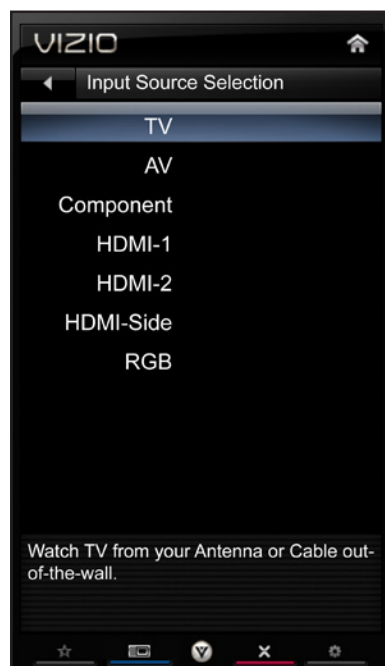 VIZIO
Input Source Selection
TV
AV
Component
HDMI-1
HDMI-2
HDMI-Side
RGB
Watch TV from your Antenna or Cable out-
of-the-wall.
V